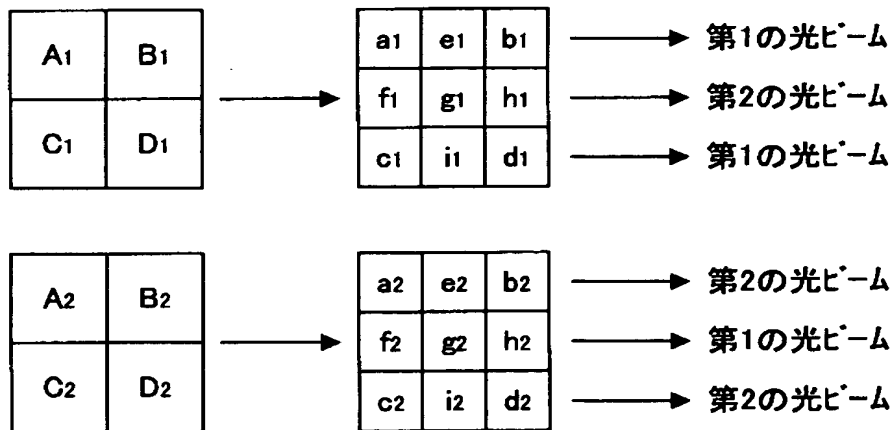 A1 B1
C1 D1
a1 e1 b1 第1の光ビーム
f1 g1 h1 第2の光ビーム
c1 i1 d1 第1の光ビーム
A2 B2
C2 D2
a2 e2 b2 第2の光ビーム
f2 g2 h2 第1の光ビーム
c2 i2 d2 第2の光ビーム